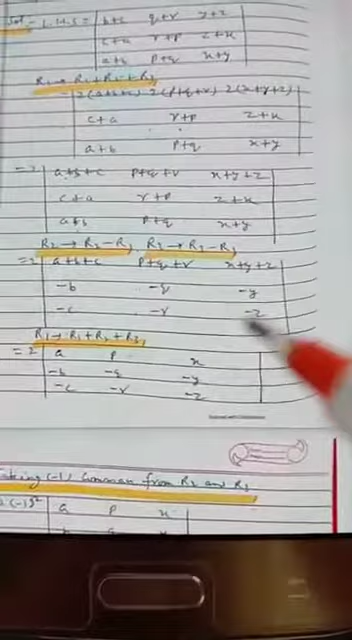 Sol - L.H.S = | b+c q+r y+z |
| c+a r+p z+x |
| a+b p+q x+y |
R1 → R1+R2+R3
= | 2(a+b+c) 2(p+q+r) 2(x+y+z) |
| c+a r+p z+x |
| a+b p+q x+y |
=2 | a+b+c p+q+r x+y+z |
| c+a r+p z+x |
| a+b p+q x+y |
R2 → R2-R1, R3 → R3-R1
=2 | a+b+c p+q+r x+y+z |
| -b -q -y |
| -c -r -z |
R1 → R1+R2+R3
=2 | a p x |
| -b -q -y |
| -c -r -z |
(-1) common from R2 and R3
(-1)² | a p x |